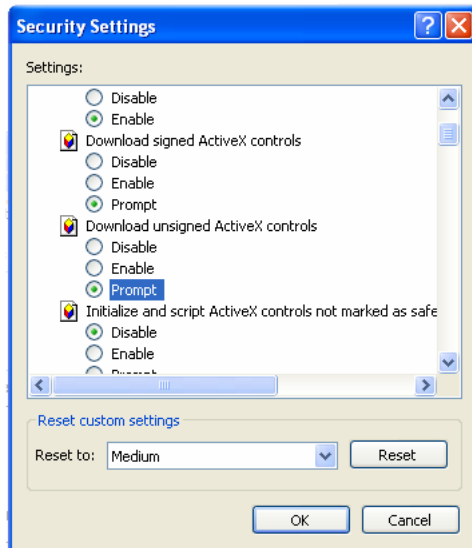 Security Settings
Settings:
Disable
Enable
Download signed ActiveX controls
Disable
Enable
Prompt
Download unsigned ActiveX controls
Disable
Enable
Prompt
Initialize and script ActiveX controls not marked as safe
Disable
Enable
Prompt
Reset custom settings
Reset to: Medium Reset
OK Cancel